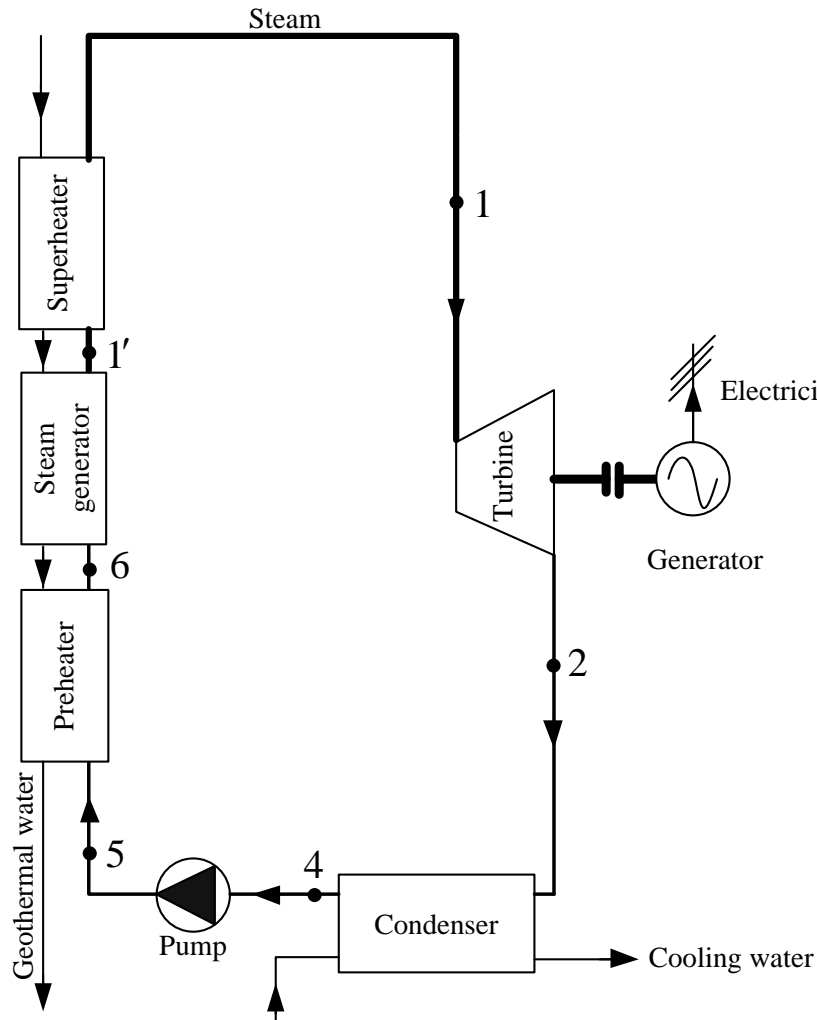 Steam
1
Superheater
1′
Steam
generator
Electrici
Turbine
6
Generator
Preheater
2
Geothermal water
5
4
Pump
Condenser
Cooling water